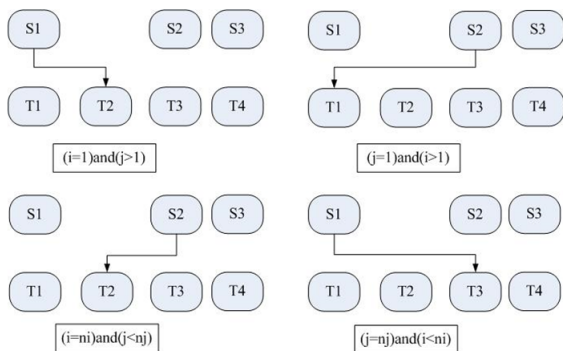 S1 S2 S3
T1 T2 T3 T4
(i=1)and(j>1)
S1 S2 S3
T1 T2 T3 T4
(j=1)and(i>1)
S1 S2 S3
T1 T2 T3 T4
(i=ni)and(j<nj)
S1 S2 S3
T1 T2 T3 T4
(j=nj)and(i<ni)